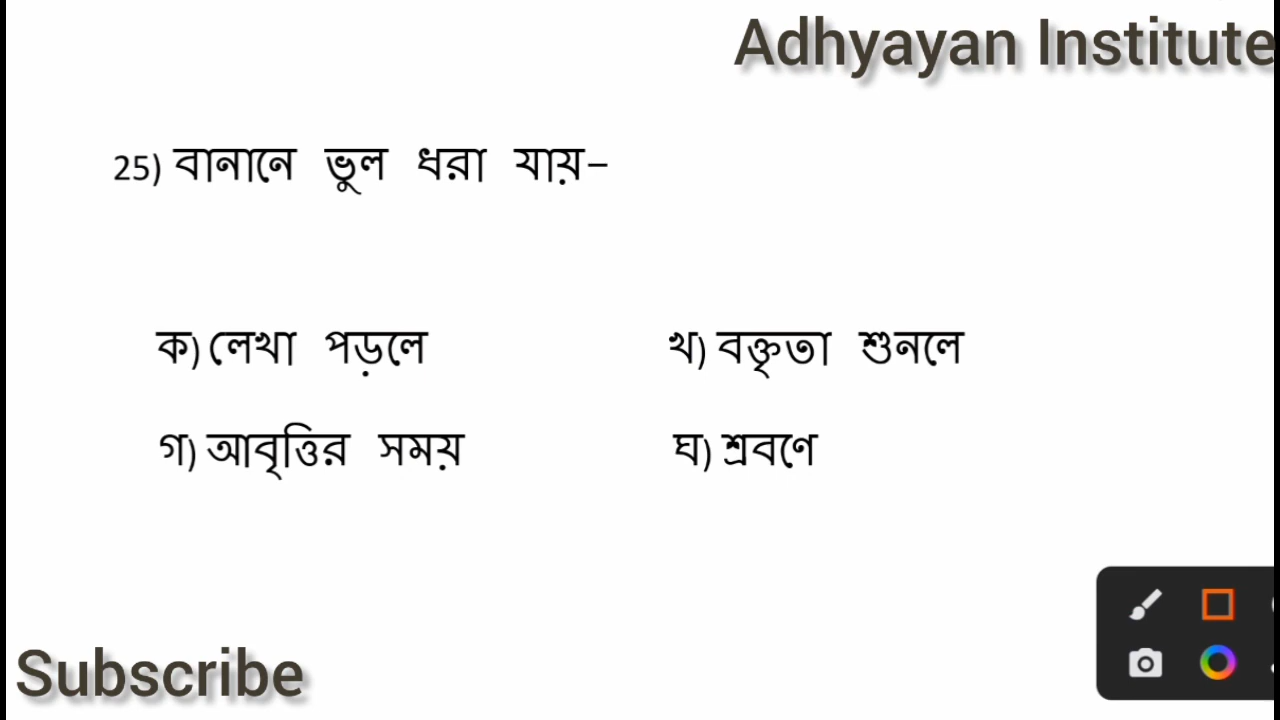 Adhyayan Institute
25) বানানে ভুল ধরা যায়–
ক) লেখা পড়লে
খ) বক্তৃতা শুনলে
গ) আবৃত্তির সময়
ঘ) শ্রবণে
Subscribe